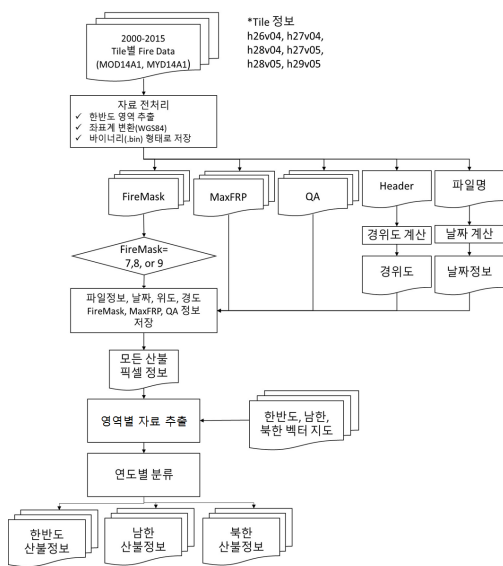 2000-2015
Tile별 Fire Data
(MOD14A1, MYD14A1)
*Tile 정보
h26v04, h27v04,
h28v04, h27v05,
h28v05, h29v05
자료 전처리
✓ 한반도 영역 추출
✓ 좌표계 변환(WGS84)
✓ 바이너리(.bin) 형태로 저장
FireMask
MaxFRP
QA
Header
파일명
경위도 계산
날짜 계산
FireMask=
7,8, or 9
경위도
날짜정보
파일정보, 날짜, 위도, 경도
FireMask, MaxFRP, QA 정보
저장
모든 산불
픽셀 정보
영역별 자료 추출
한반도, 남한,
북한 벡터 지도
연도별 분류
한반도
산불정보
남한
산불정보
북한
산불정보